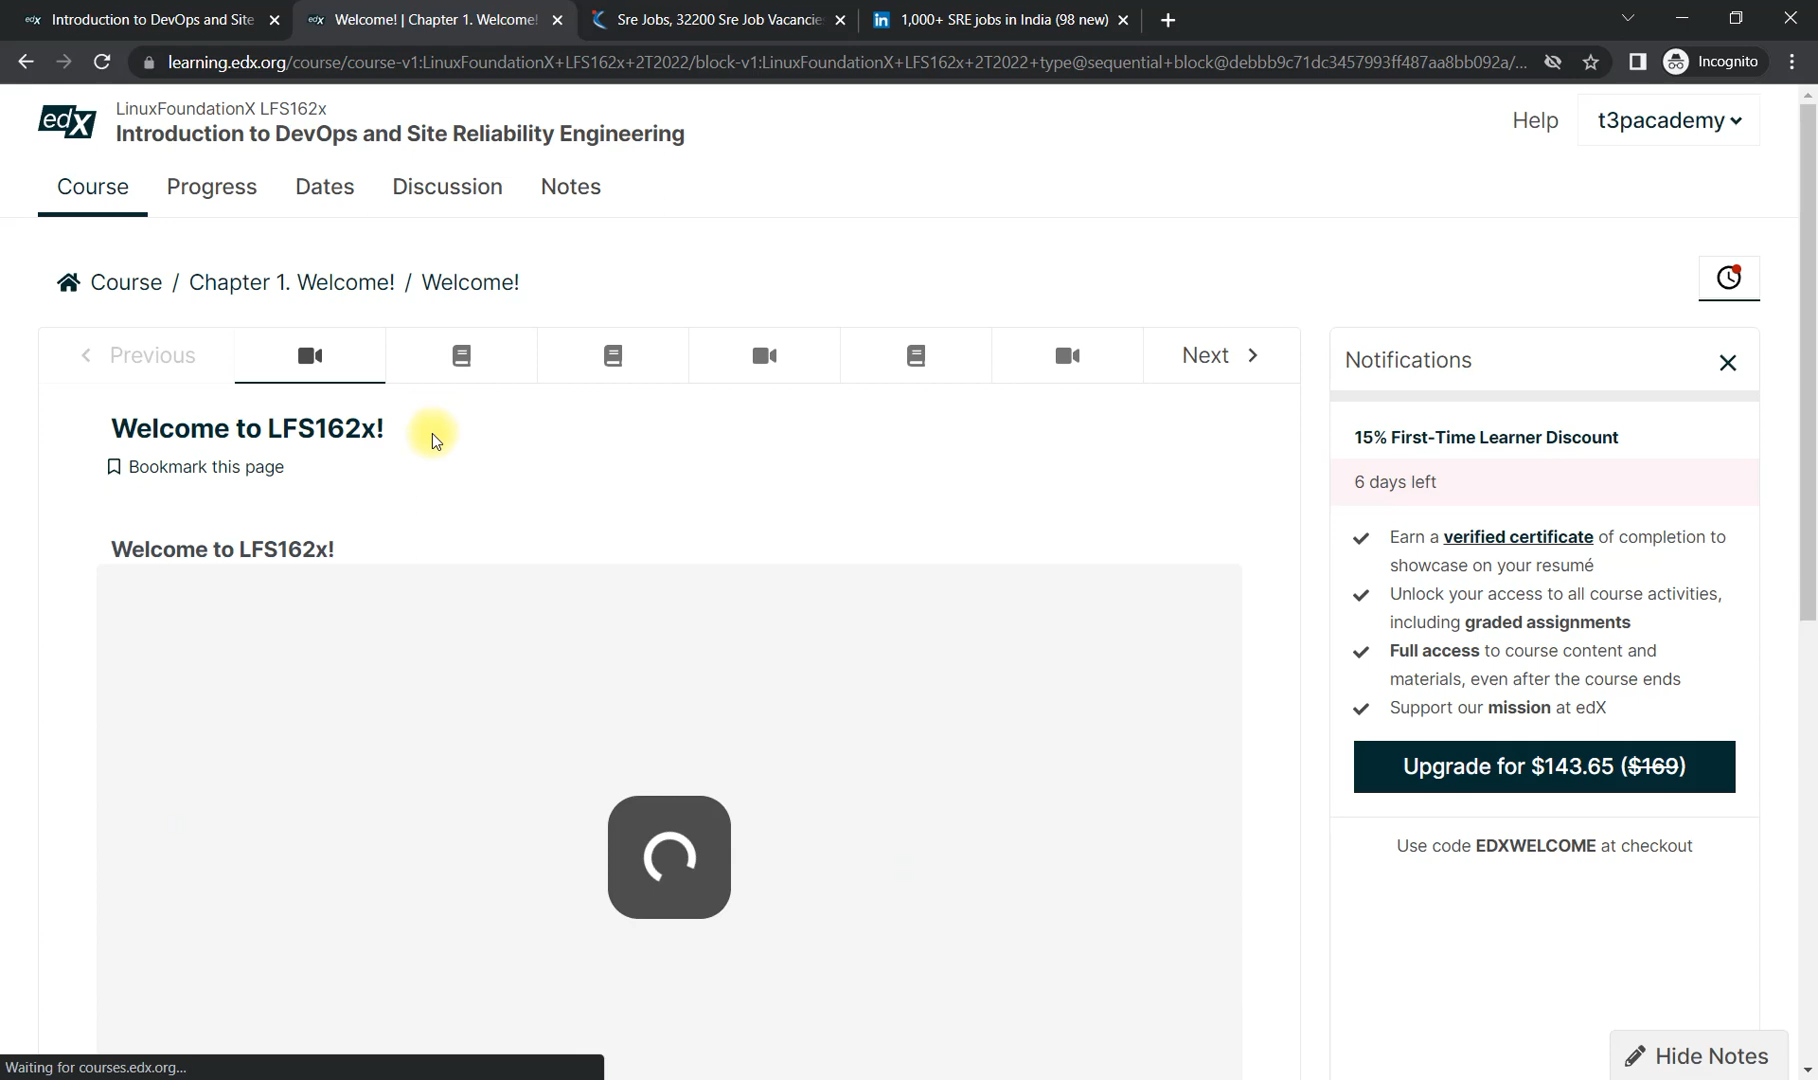 Introduction to DevOps and Site
Welcome! | Chapter 1. Welcome!
Sre Jobs, 32200 Sre Job Vacancie
1,000+ SRE jobs in India (98 new)
learning.edx.org/course/course-v1:LinuxFoundationX+LFS162x+2T2022/block-v1:LinuxFoundationX+LFS162x+2T2022+type@sequential+block@debbb9c71dc3457993ff487aa8bb092a/...
Incognito
edX
LinuxFoundationX LFS162x
Introduction to DevOps and Site Reliability Engineering
Help
t3pacademy
Course
Progress
Dates
Discussion
Notes
Course / Chapter 1. Welcome! / Welcome!
Previous
Next
Welcome to LFS162x!
Bookmark this page
Welcome to LFS162x!
Notifications
15% First-Time Learner Discount
6 days left
Earn a verified certificate of completion to
showcase on your resumé
Unlock your access to all course activities,
including graded assignments
Full access to course content and
materials, even after the course ends
Support our mission at edX
Upgrade for $143.65 ($169)
Use code EDXWELCOME at checkout
Hide Notes
Waiting for courses.edx.org...